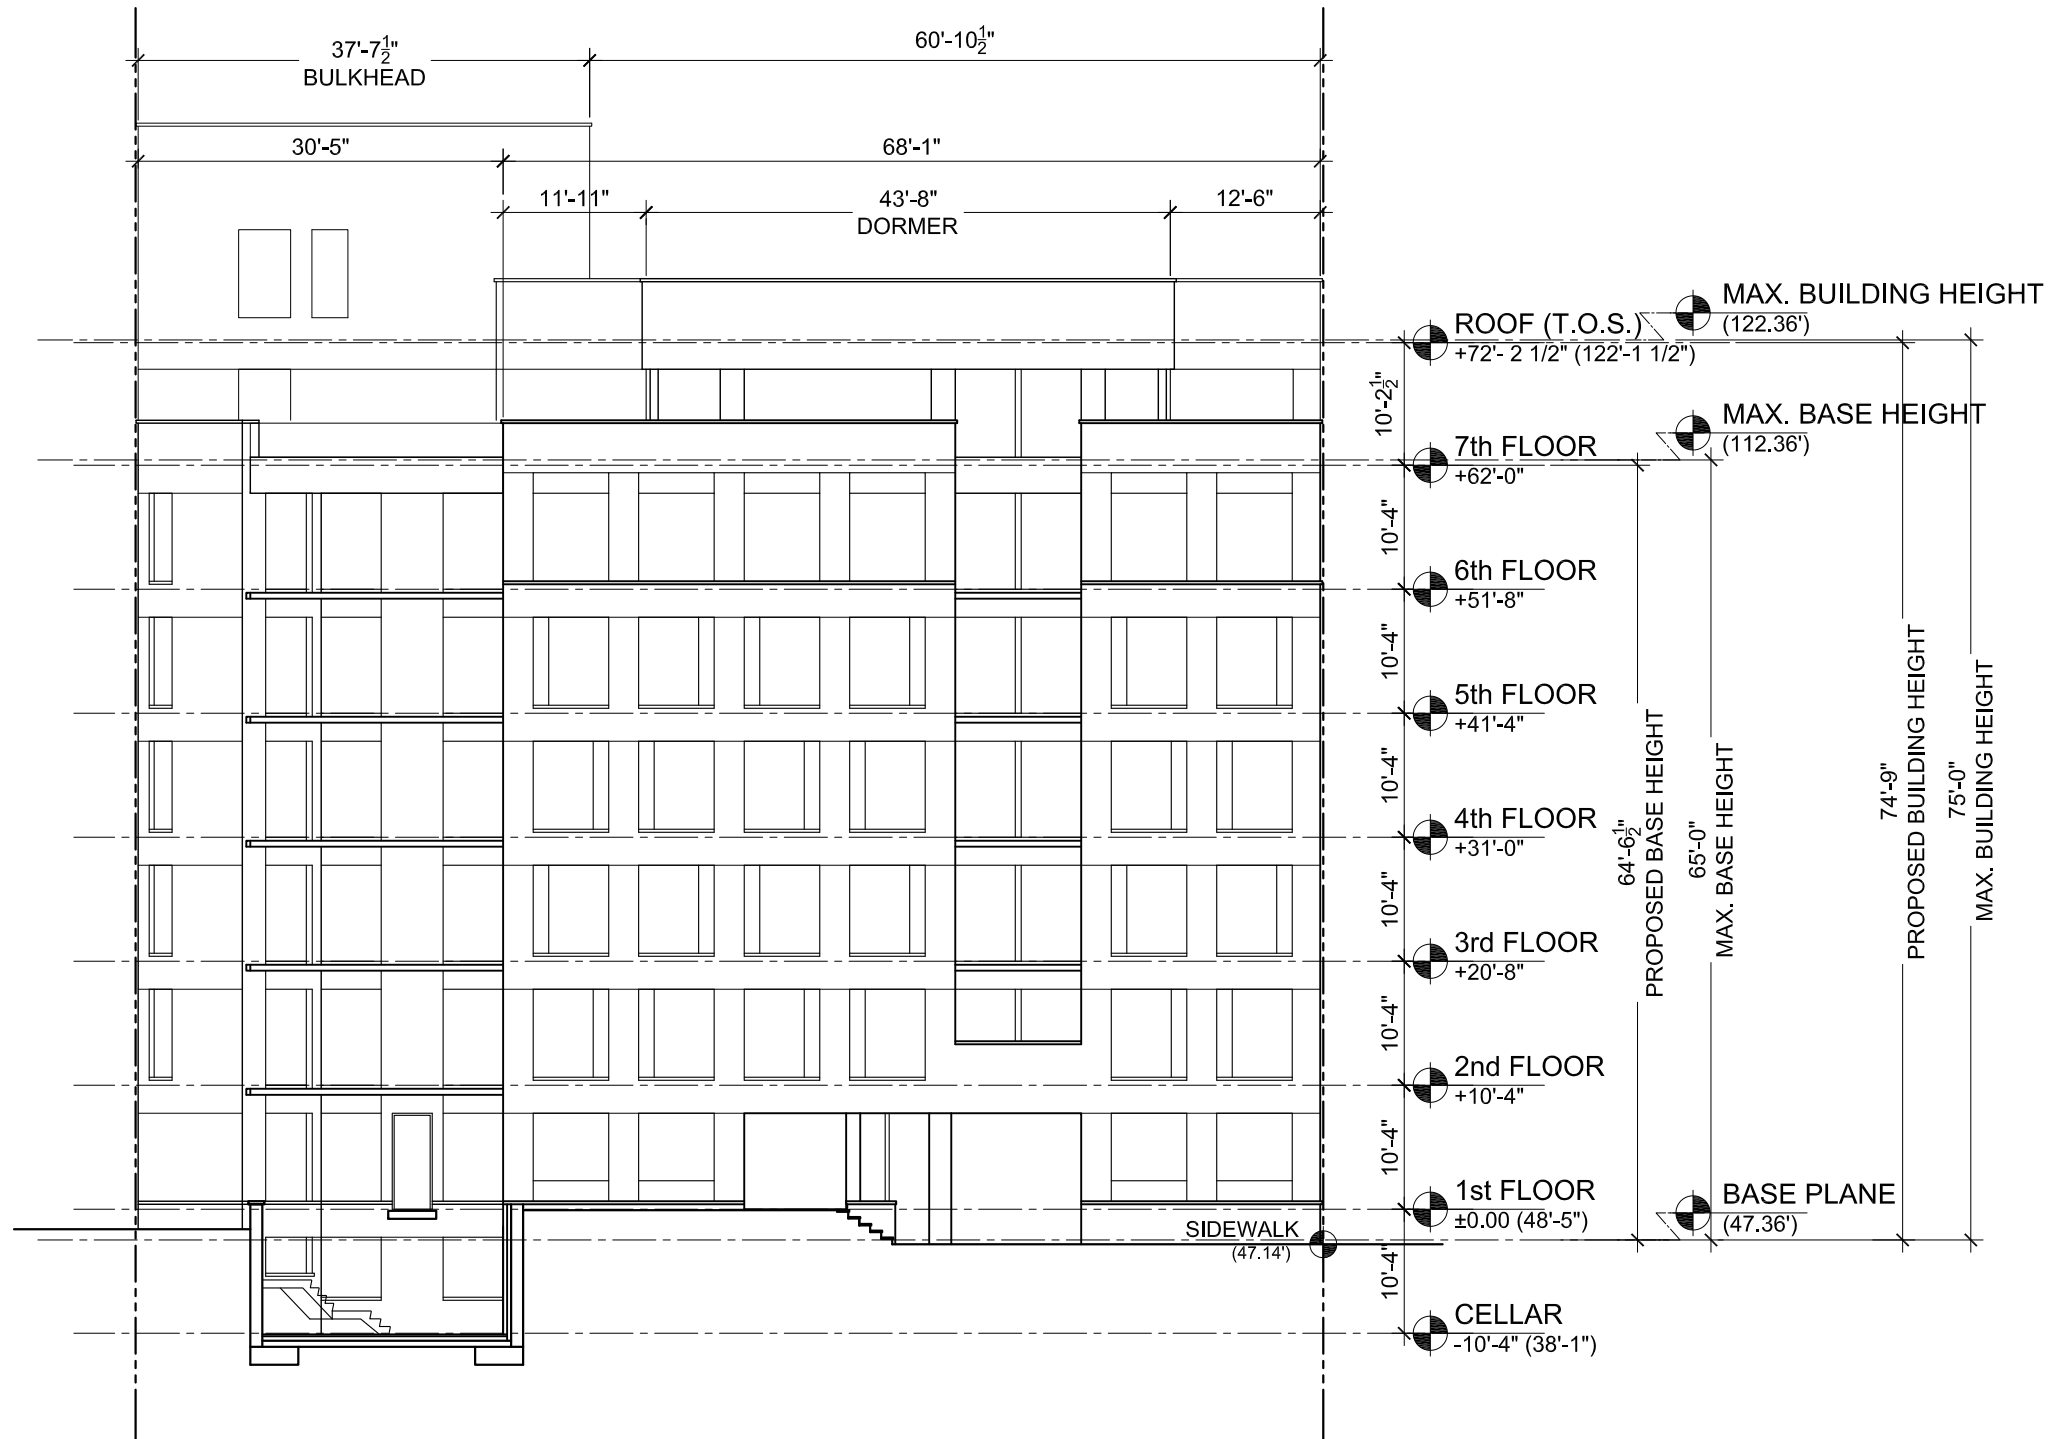 37'-7½"
BULKHEAD
60'-10½"
30'-5"
68'-1"
11'-11"
43'-8"
DORMER
12'-6"
MAX. BUILDING HEIGHT
(122.36')
ROOF (T.O.S.)
+72'- 2 1/2" (122'-1 1/2")
10'-2½"
MAX. BASE HEIGHT
(112.36')
7th FLOOR
+62'-0"
10'-4"
6th FLOOR
+51'-8"
10'-4"
5th FLOOR
+41'-4"
10'-4"
4th FLOOR
+31'-0"
10'-4"
3rd FLOOR
+20'-8"
10'-4"
2nd FLOOR
+10'-4"
10'-4"
1st FLOOR
±0.00 (48'-5")
BASE PLANE
(47.36')
SIDEWALK
(47.14')
10'-4"
CELLAR
-10'-4" (38'-1")
64'-6½"
PROPOSED BASE HEIGHT
65'-0"
MAX. BASE HEIGHT
74'-9"
PROPOSED BUILDING HEIGHT
75'-0"
MAX. BUILDING HEIGHT